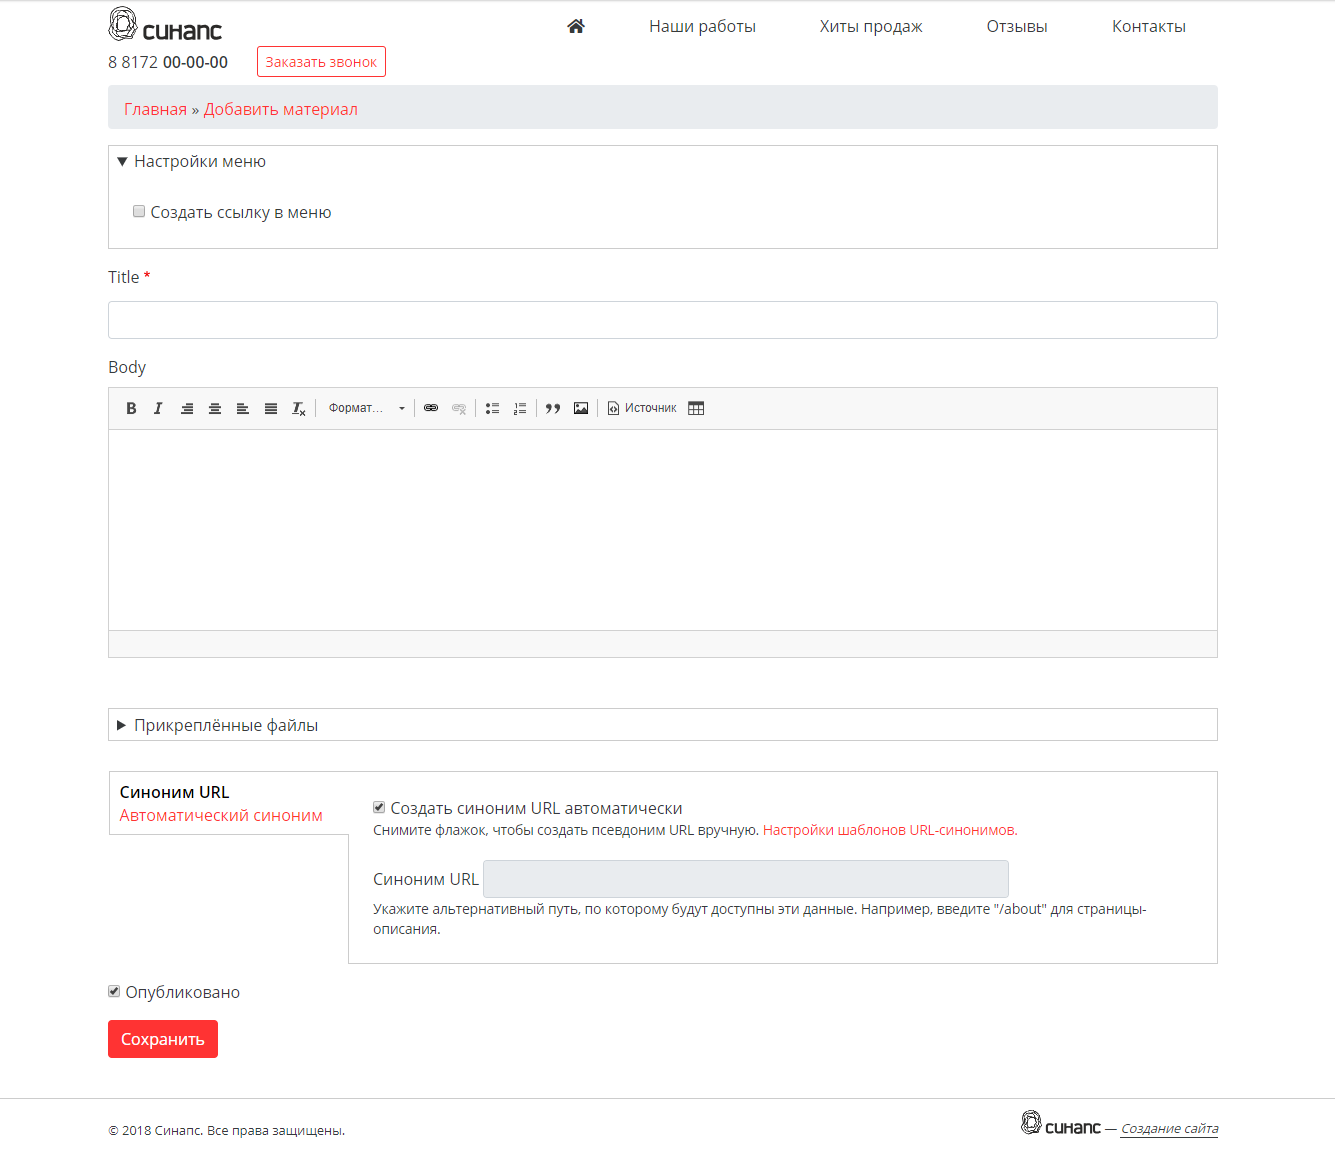 синапс
Наши работы
Хиты продаж
Отзывы
Контакты
8 8172 00-00-00
Заказать звонок
Главная » Добавить материал
Настройки меню
Создать ссылку в меню
Title *
Body
Формат...
Источник
Прикреплённые файлы
Синоним URL
Автоматический синоним
Создать синоним URL автоматически
Снимите флажок, чтобы создать псевдоним URL вручную. Настройки шаблонов URL-синонимов.
Синоним URL
Укажите альтернативный путь, по которому будут доступны эти данные. Например, введите "/about" для страницы-
описания.
Опубликовано
Сохранить
© 2018 Синапс. Все права защищены.
синапс — Создание сайта